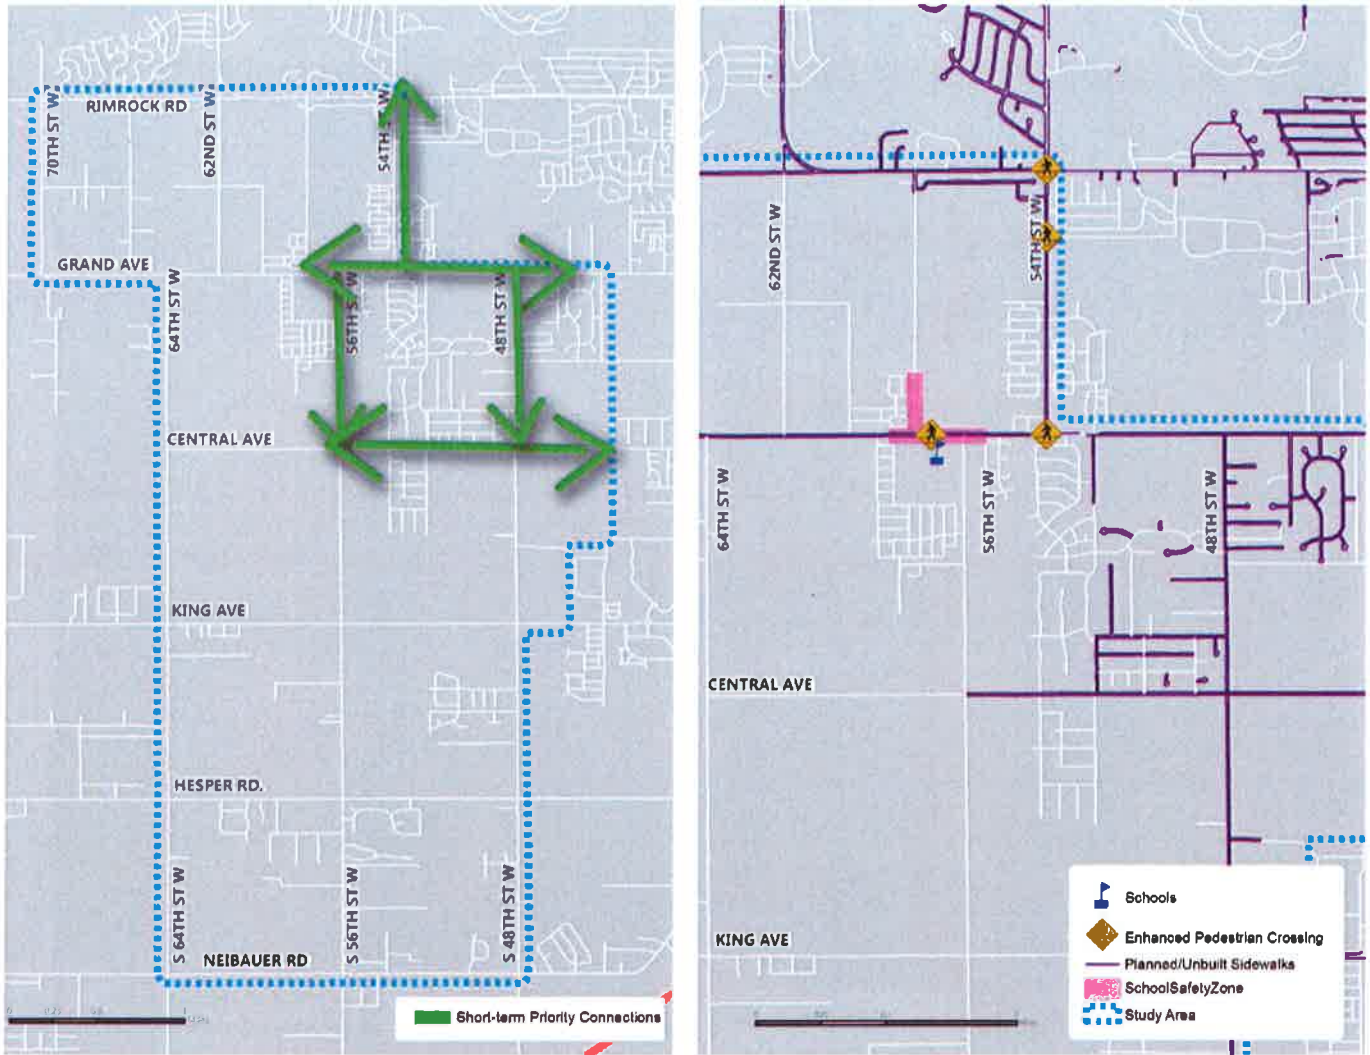 RIMROCK RD
70TH ST W
62ND ST W
54TH ST W
GRAND AVE
64TH ST W
56TH ST W
48TH ST W
CENTRAL AVE
KING AVE
HESPER RD.
S 64TH ST W
S 56TH ST W
S 48TH ST W
NEIBAUER RD
Short-term Priority Connections
62ND ST W
54TH ST W
64TH ST W
56TH ST W
48TH ST W
CENTRAL AVE
KING AVE
Schools
Enhanced Pedestrian Crossing
Planned/Unbuilt Sidewalks
SchoolSafetyZone
Study Area